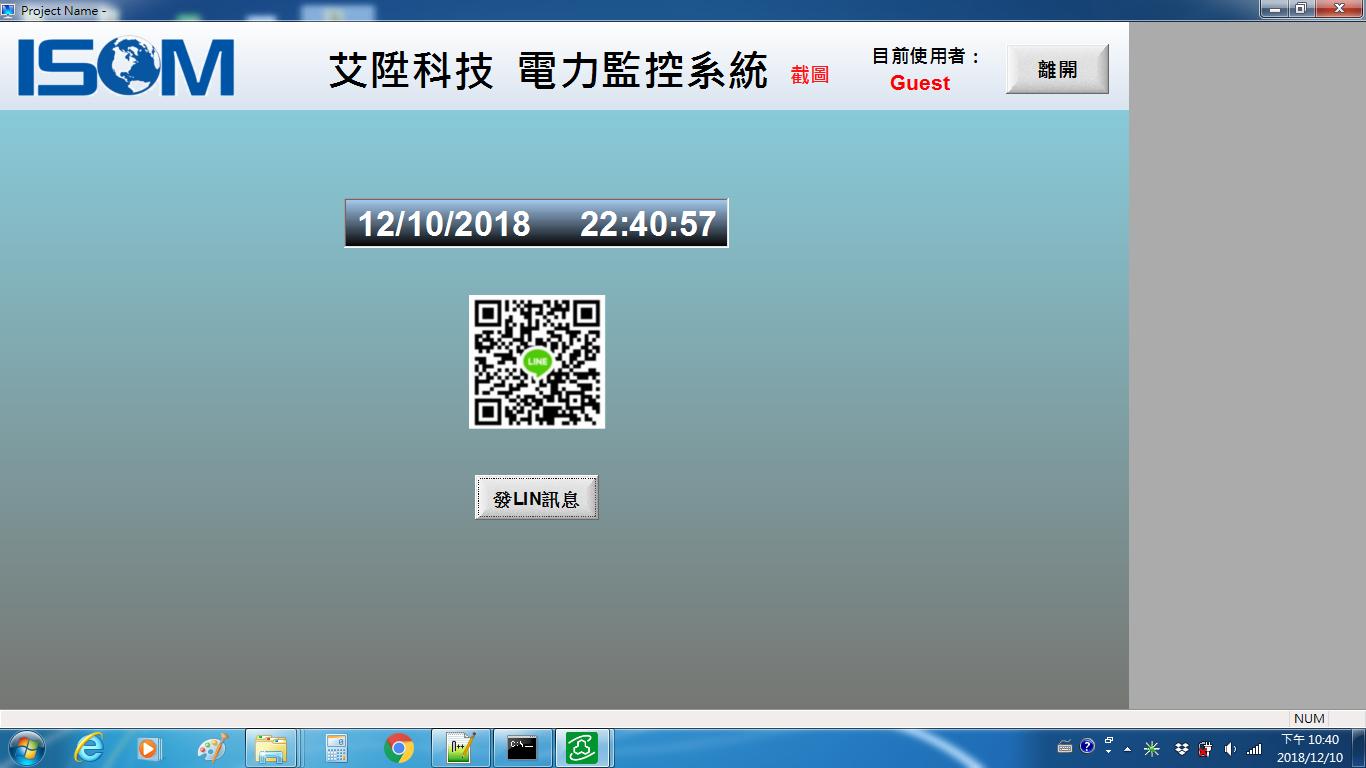 Project Name -
ISOM
艾陞科技 電力監控系統 截圖
目前使用者：
Guest
離開
12/10/2018 22:40:57
LINE
發LIN訊息
NUM
下午 10:40
2018/12/10